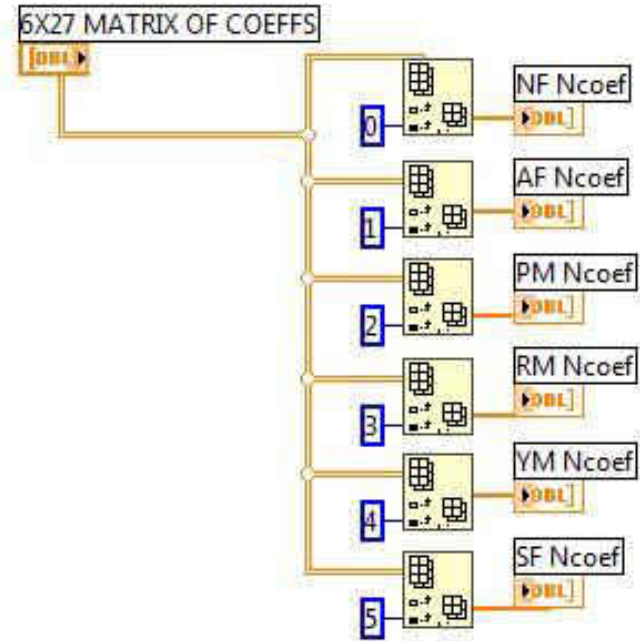 6X27 MATRIX OF COEFFS
[DBL]
NF Ncoef
0
DBL]
AF Ncoef
1
DBL]
PM Ncoef
2
DBL]
RM Ncoef
3
DBL]
YM Ncoef
4
DBL]
SF Ncoef
5
DBL]